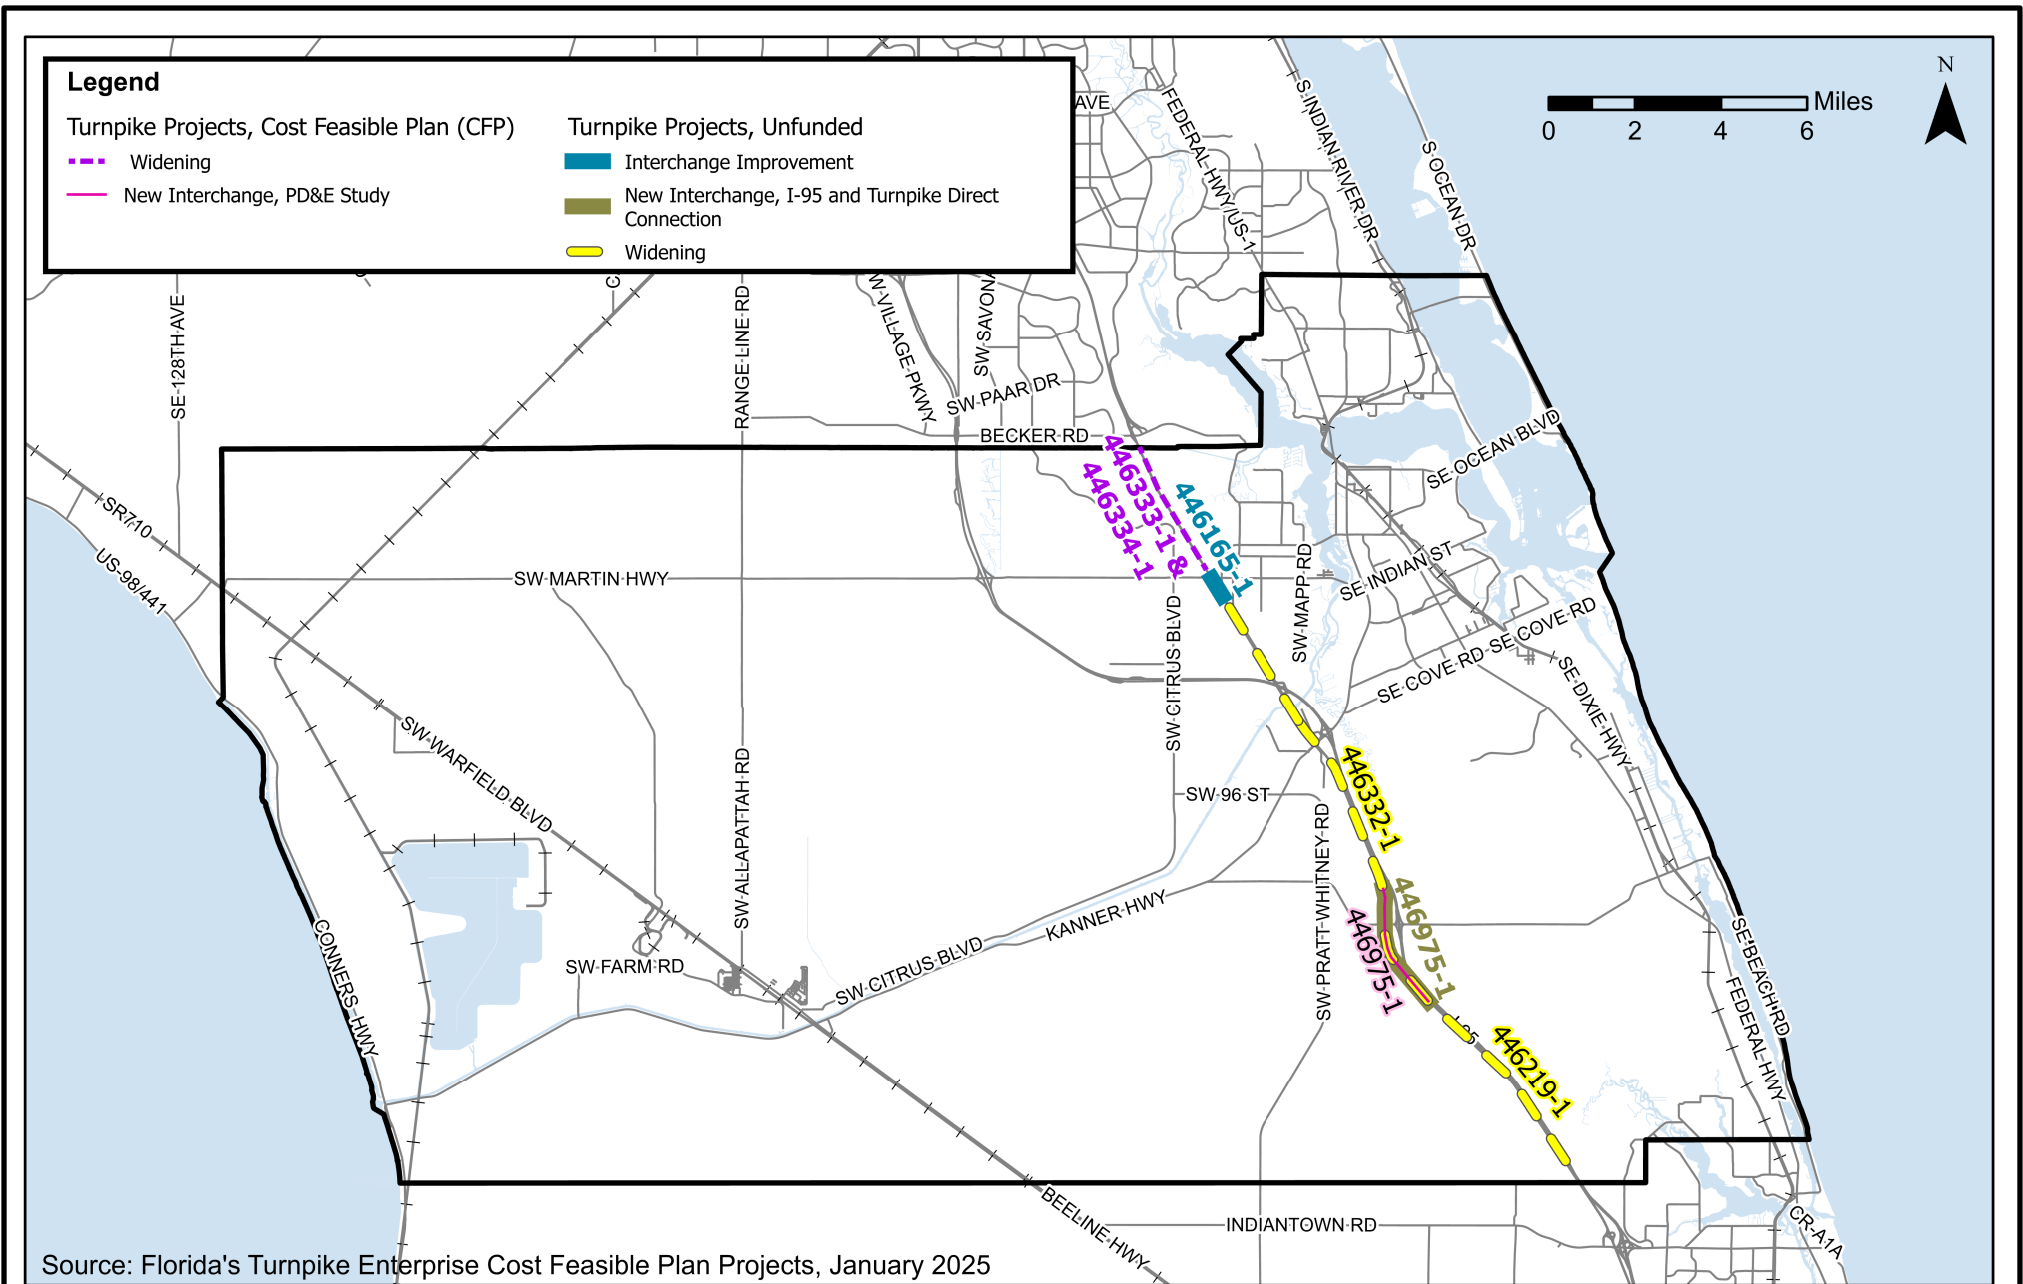 Legend
Turnpike Projects, Cost Feasible Plan (CFP)
Widening
New Interchange, PD&E Study
Turnpike Projects, Unfunded
Interchange Improvement
New Interchange, I-95 and Turnpike Direct
Connection
Widening
N
Miles
0 2 4 6
AVE
FEDERAL HWY/US-1
S INDIAN RIVER DR
S OCEAN DR
SE 128TH AVE
RANGE LINE RD
SW VILLAGE PKWY
SW SAVONA
SW PAAR DR
BECKER RD
SE OCEAN BLVD
SR710
US-98/441
SW MARTIN HWY
446333-1 &
446334-1
446165-1
SW MAPP RD
SE INDIAN ST
SE COVE RD
SE COVE RD
SW CITRUS BLVD
SE DIXIE HWY
SW WARFIELD BLVD
SW ALLAPATTAH RD
SW 96 ST
446332-1
SW PRATT WHITNEY RD
446975-1
446975-1
KANNER HWY
SW CITRUS BLVD
SW FARM RD
CONNERS HWY
SE BEACH RD
FEDERAL HWY
446219-1
BEELINE HWY
INDIANTOWN RD
CR-A1A
Source: Florida's Turnpike Enterprise Cost Feasible Plan Projects, January 2025